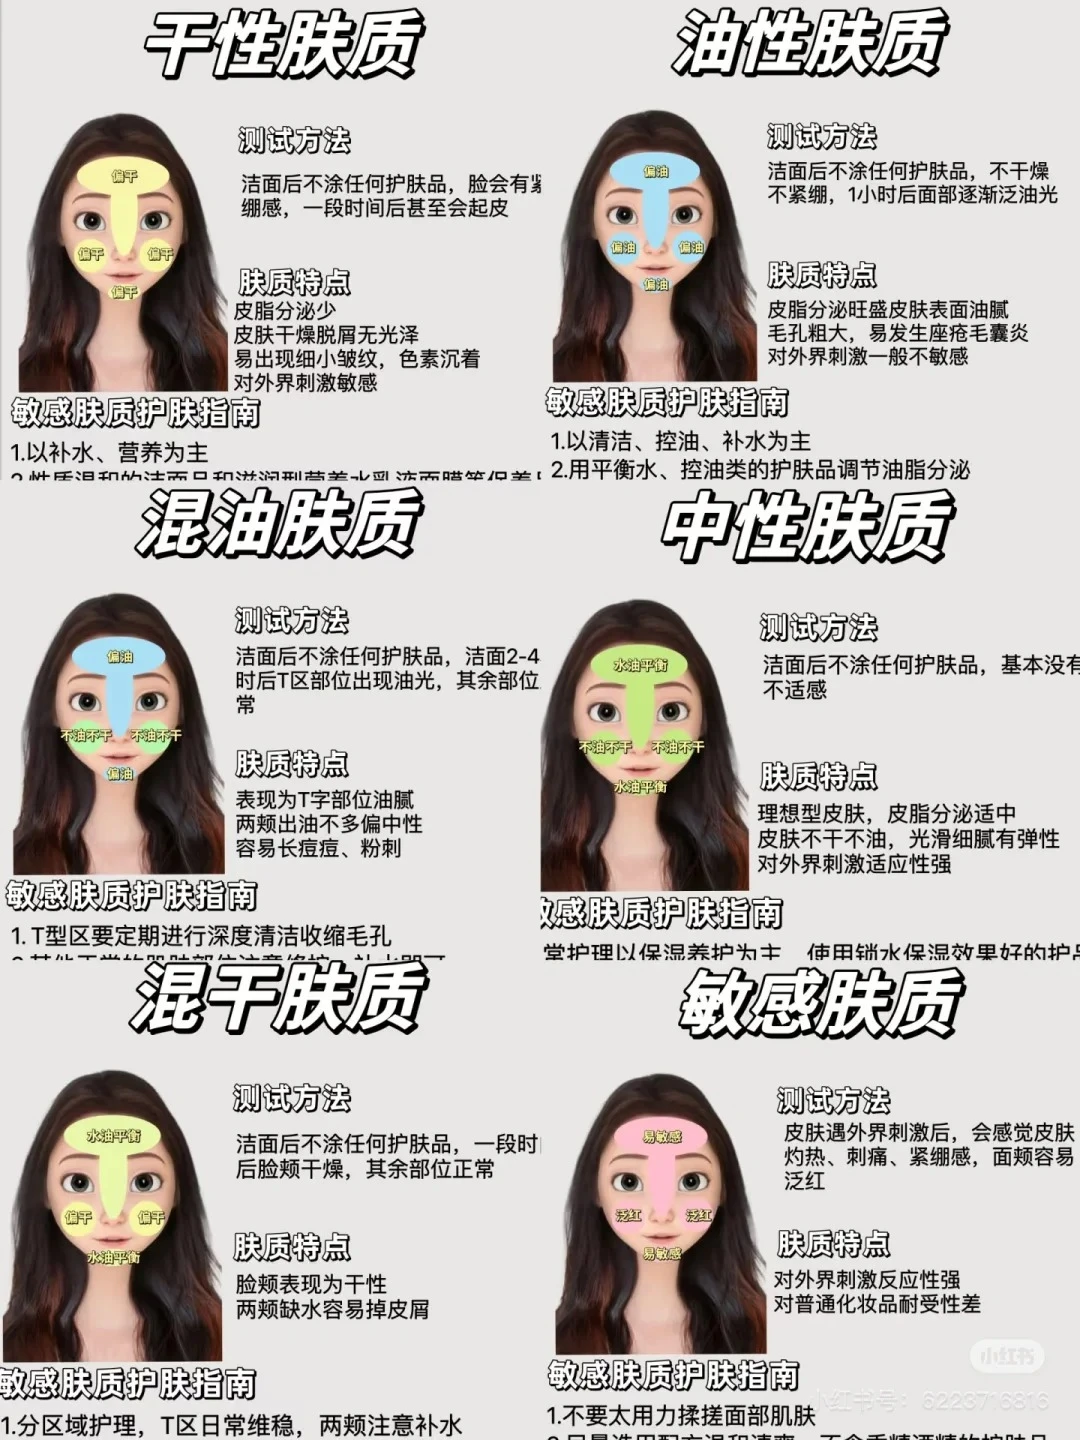 干性肤质
偏干
偏干
偏干
偏干
测试方法
洁面后不涂任何护肤品，脸会有紧
绷感，一段时间后甚至会起皮
肤质特点
皮脂分泌少
皮肤干燥脱屑无光泽
易出现细小皱纹，色素沉着
对外界刺激敏感
敏感肤质护肤指南
1.以补水、营养为主
2.性质温和的洁面品和滋润型营养水乳液面膜等保养
油性肤质
偏油
偏油
偏油
偏油
测试方法
洁面后不涂任何护肤品，不干燥
不紧绷，1小时后面部逐渐泛油光
肤质特点
皮脂分泌旺盛皮肤表面油腻
毛孔粗大，易发生座疮毛囊炎
对外界刺激一般不敏感
敏感肤质护肤指南
1.以清洁、控油、补水为主
2.用平衡水、控油类的护肤品调节油脂分泌
混油肤质
偏油
不油不干
不油不干
偏油
测试方法
洁面后不涂任何护肤品，洁面2-4
时后T区部位出现油光，其余部位
常
肤质特点
表现为T字部位油腻
两颊出油不多偏中性
容易长痘痘、粉刺
敏感肤质护肤指南
1. T型区要定期进行深度清洁收缩毛孔
中性肤质
水油平衡
不油不干
不油不干
水油平衡
测试方法
洁面后不涂任何护肤品，基本没有
不适感
肤质特点
理想型皮肤，皮脂分泌适中
皮肤不干不油，光滑细腻有弹性
对外界刺激适应性强
敏感肤质护肤指南
常护理以保湿养护为主，使用锁水保湿效果好的护品
混干肤质
水油平衡
偏干
偏干
水油平衡
测试方法
洁面后不涂任何护肤品，一段时
后脸颊干燥，其余部位正常
肤质特点
脸颊表现为干性
两颊缺水容易掉皮屑
敏感肤质护肤指南
1.分区域护理，T区日常维稳，两颊注意补水
敏感肤质
易敏感
泛红
泛红
易敏感
测试方法
皮肤遇外界刺激后，会感觉皮肤
灼热、刺痛、紧绷感，面颊容易
泛红
肤质特点
对外界刺激反应性强
对普通化妆品耐受性差
敏感肤质护肤指南
1.不要太用力揉搓面部肌肤
小红书
小红书号：6223716816